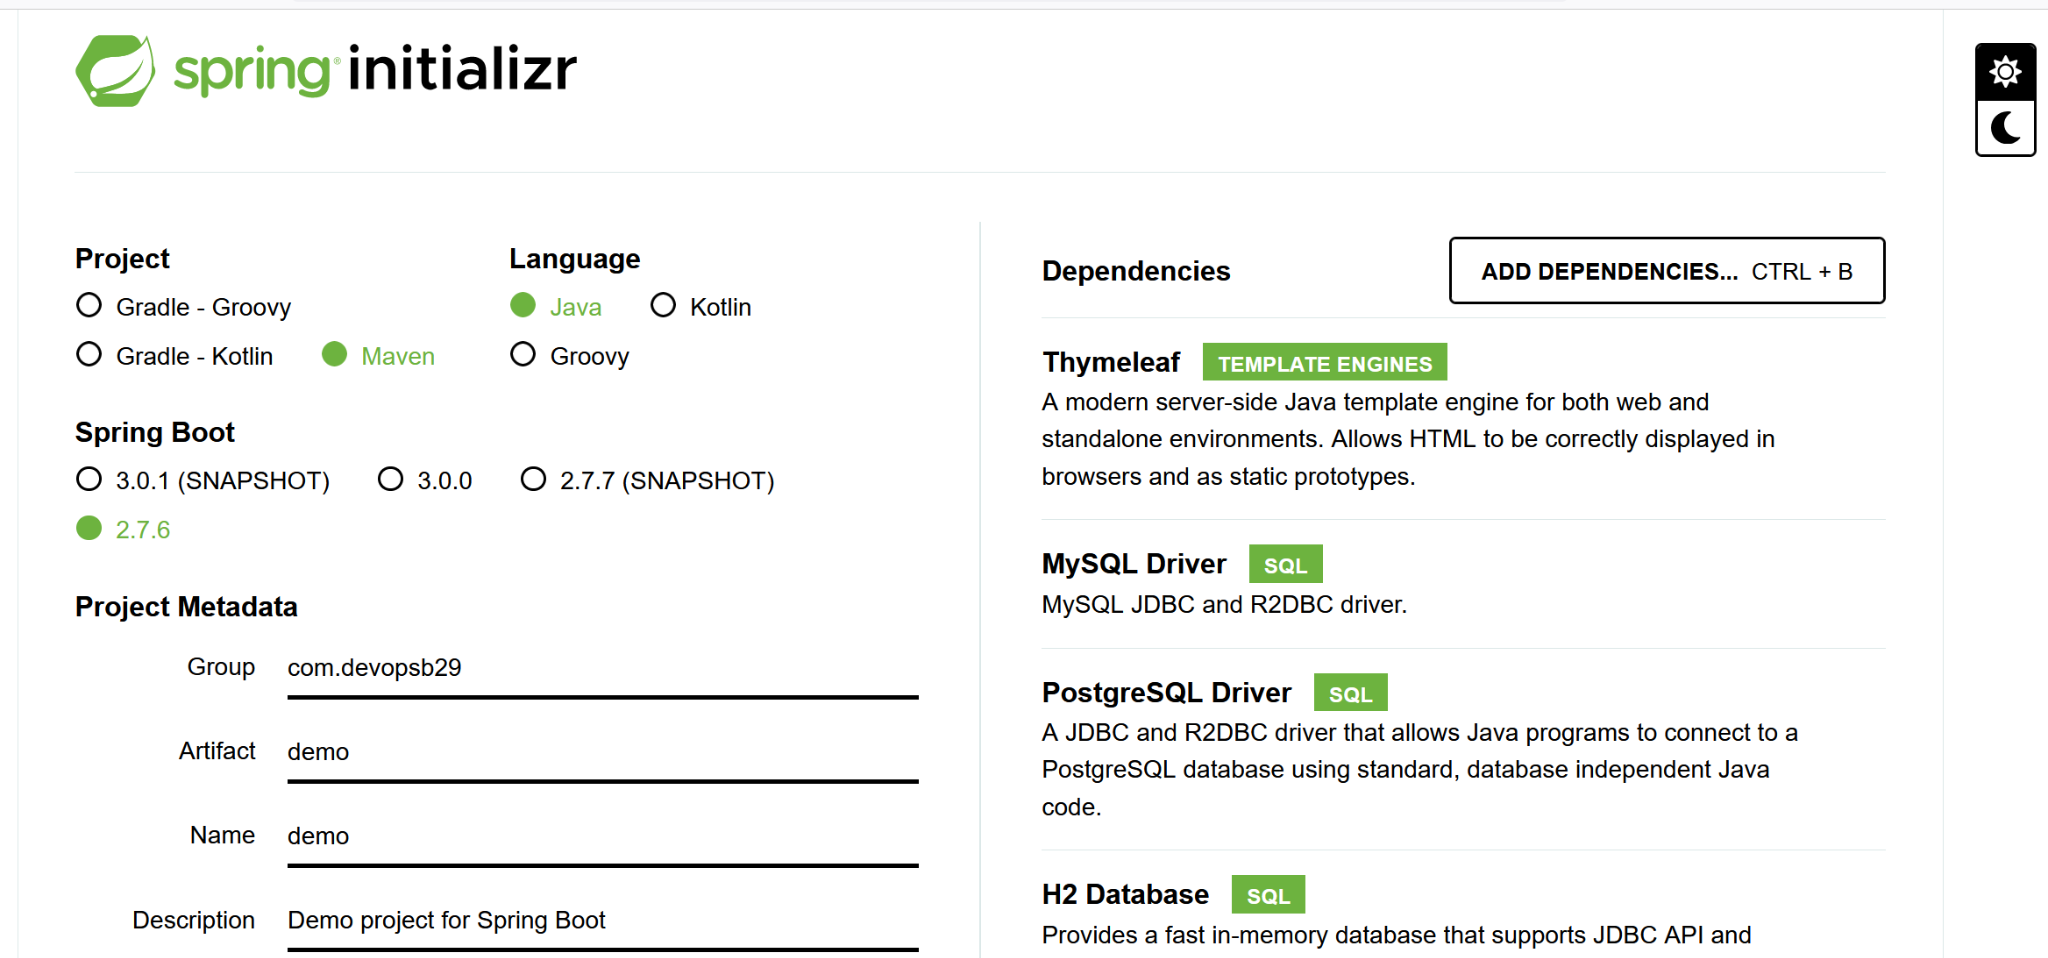 spring initializr
Project
Gradle - Groovy
Gradle - Kotlin Maven
Language
Java Kotlin
Groovy
Spring Boot
3.0.1 (SNAPSHOT) 3.0.0 2.7.7 (SNAPSHOT)
2.7.6
Project Metadata
Group com.devopsb29
Artifact demo
Name demo
Description Demo project for Spring Boot
Dependencies ADD DEPENDENCIES... CTRL + B
Thymeleaf TEMPLATE ENGINES
A modern server-side Java template engine for both web and
standalone environments. Allows HTML to be correctly displayed in
browsers and as static prototypes.
MySQL Driver SQL
MySQL JDBC and R2DBC driver.
PostgreSQL Driver SQL
A JDBC and R2DBC driver that allows Java programs to connect to a
PostgreSQL database using standard, database independent Java
code.
H2 Database SQL
Provides a fast in-memory database that supports JDBC API and